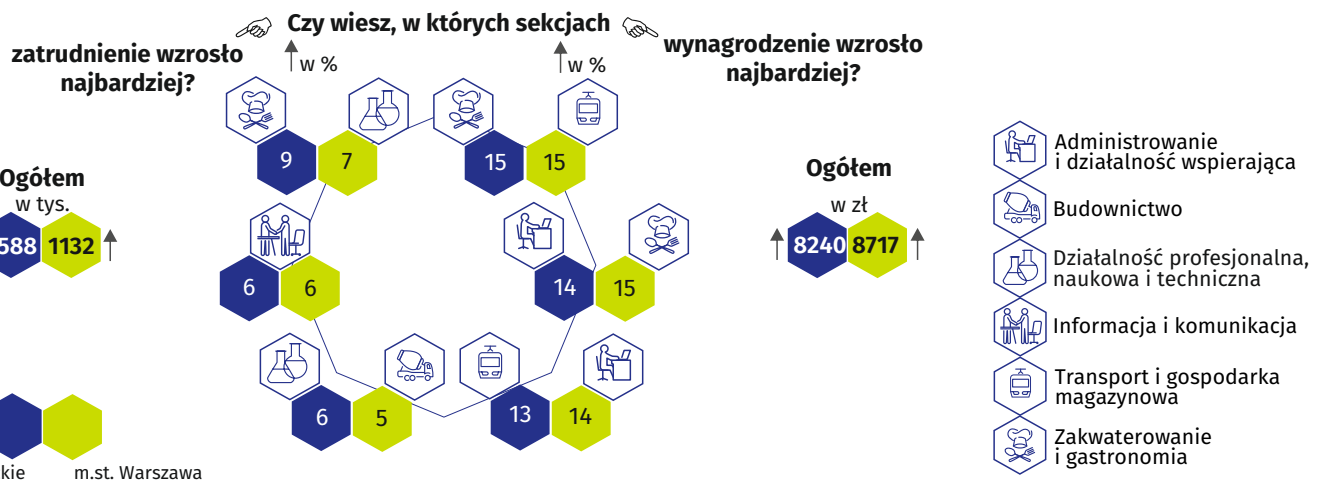 Czy wiesz, w których sekcjach
zatrudnienie wzrosło
najbardziej?
w %
wynagrodzenie wzrosło
najbardziej?
w %
9 7
15 15
Ogółem
w tys.
588 1132
6 6
14 15
Ogółem
w zł
8240 8717
6 5
13 14
kie
m.st. Warszawa
Administrowanie
i działalność wspierająca
Budownictwo
Działalność profesjonalna,
naukowa i techniczna
Informacja i komunikacja
Transport i gospodarka
magazynowa
Zakwaterowanie
i gastronomia